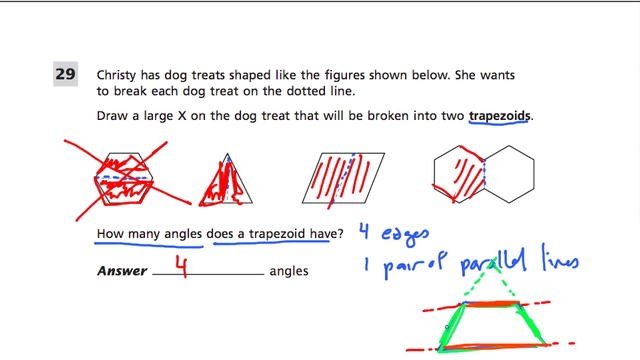 29 Christy has dog treats shaped like the figures shown below. She wants
to break each dog treat on the dotted line.
Draw a large X on the dog treat that will be broken into two trapezoids.
How many angles does a trapezoid have? 4 edges
1 pair of parallel lines
Answer 4 angles